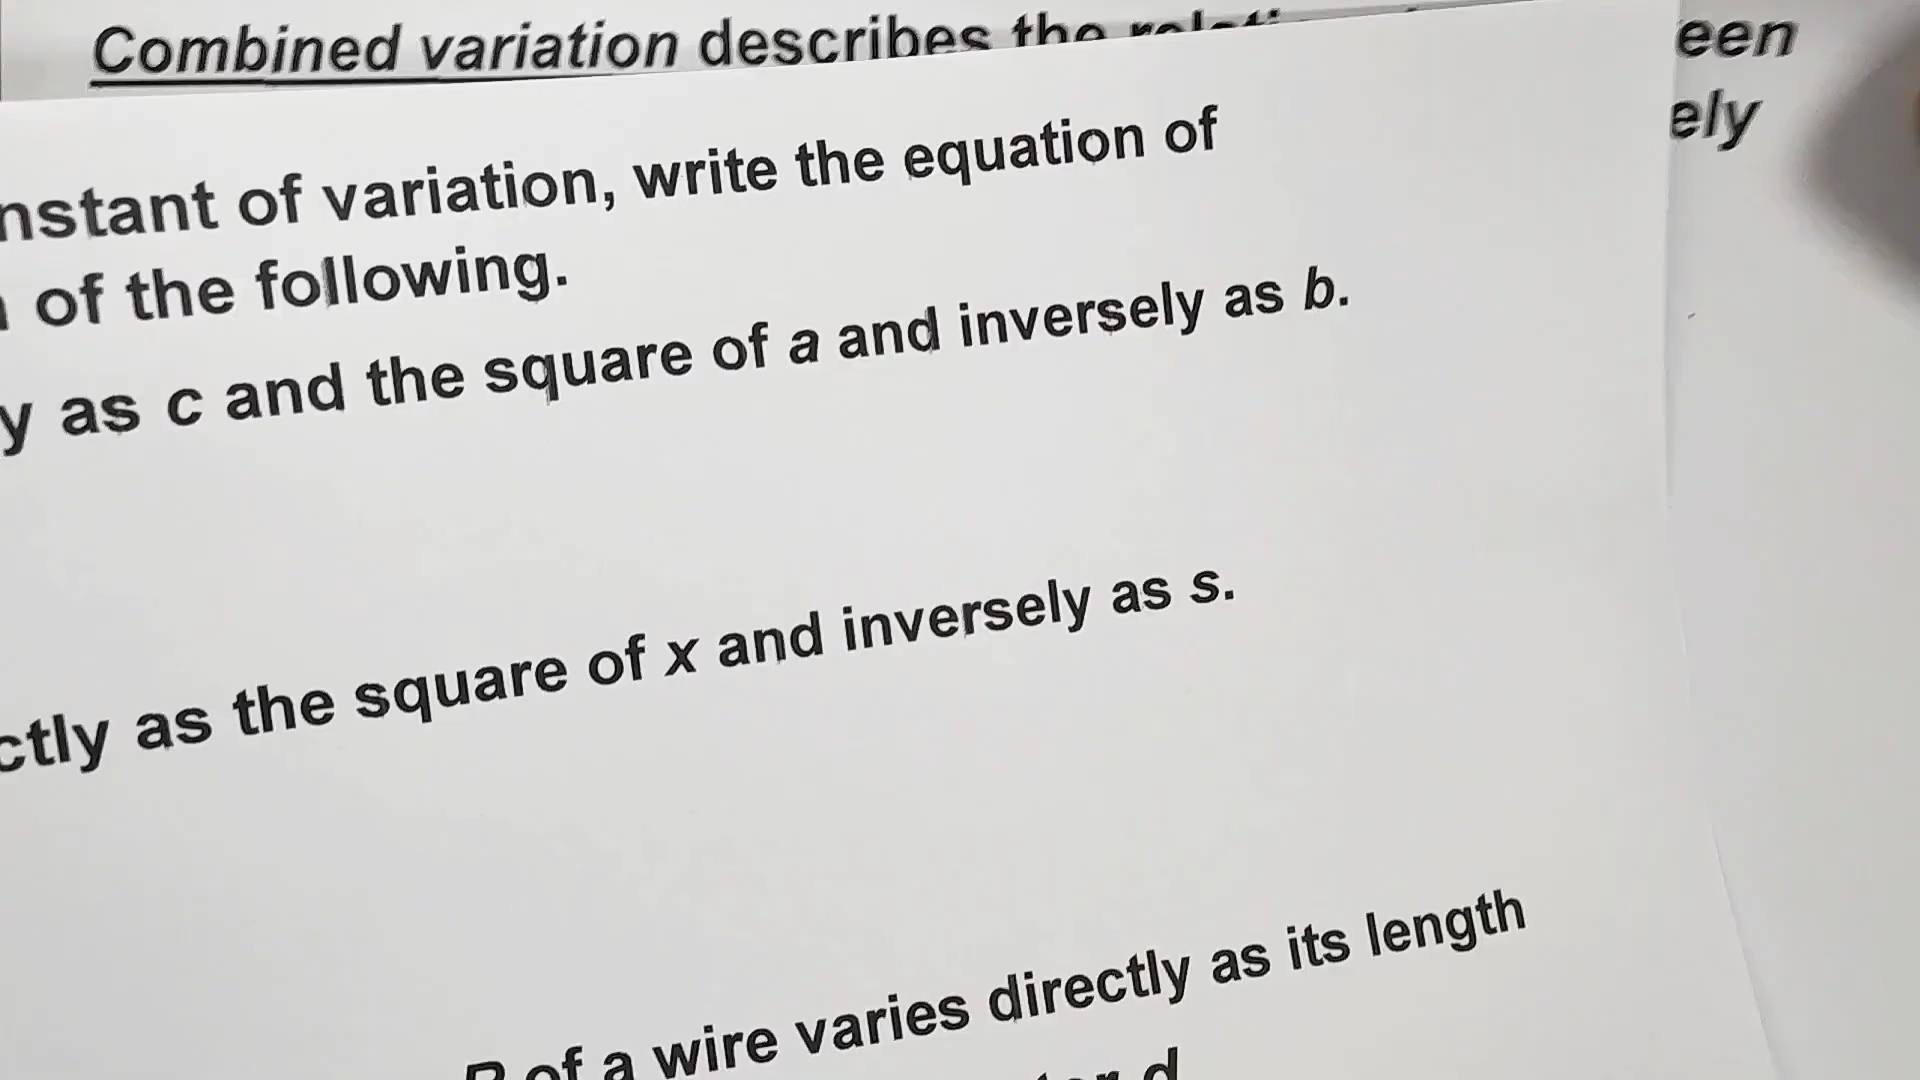 Combined variation describes the
een
ely
nstant of variation, write the equation of
of the following.
y as c and the square of a and inversely as b.
ctly as the square of x and inversely as s.
R of a wire varies directly as its length
d